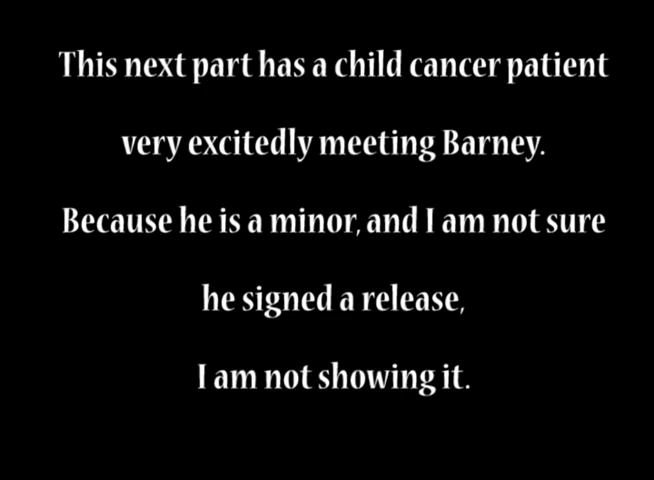 This next part has a child cancer patient
very excitedly meeting Barney.
Because he is a minor, and I am not sure
he signed a release,
I am not showing it.